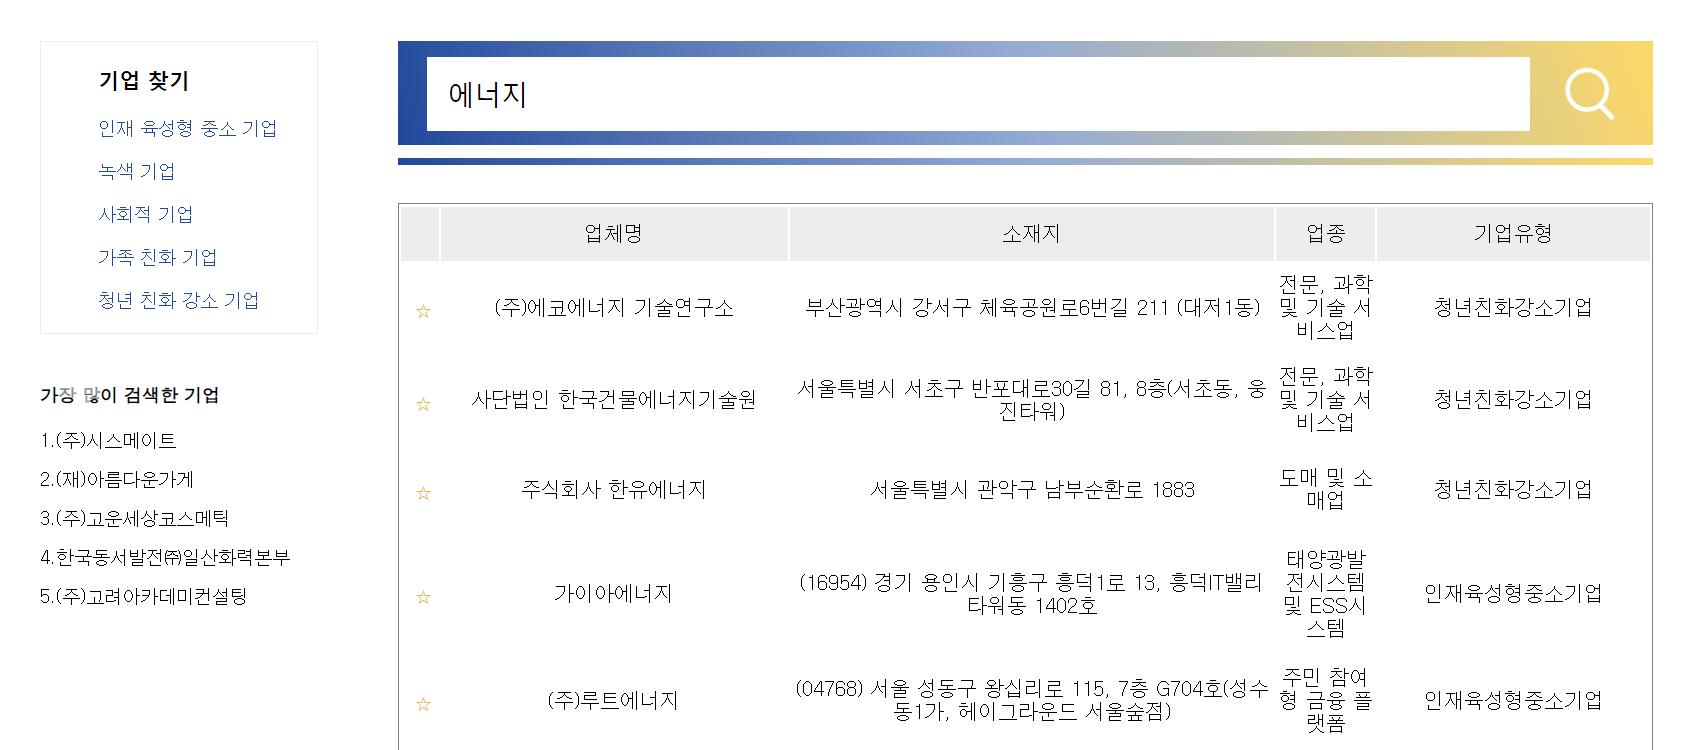 기업 찾기
인재 육성형 중소 기업
녹색 기업
사회적 기업
가족 친화 기업
청년 친화 강소 기업
가장 많이 검색한 기업
1.(주)시스메이트
2.(재)아름다운가게
3.(주)고운세상코스메틱
4.한국동서발전㈜일산화력본부
5.(주)고려아카데미컨설팅
에너지
업체명 소재지 업종 기업유형
☆ (주)에코에너지 기술연구소 부산광역시 강서구 체육공원로6번길 211 (대저1동) 전문, 과학
및 기술 서
비스업 청년친화강소기업
☆ 사단법인 한국건물에너지기술원 서울특별시 서초구 반포대로30길 81, 8층(서초동, 웅
진타워) 전문, 과학
및 기술 서
비스업 청년친화강소기업
☆ 주식회사 한유에너지 서울특별시 관악구 남부순환로 1883 도매 및 소
매업 청년친화강소기업
☆ 가이아에너지 (16954) 경기 용인시 기흥구 흥덕1로 13, 흥덕IT밸리
타워동 1402호 태양광발
전시스템
및 ESS시
스템 인재육성형중소기업
☆ (주)루트에너지 (04768) 서울 성동구 왕십리로 115, 7층 G704호(성수
동1가, 헤이그라운드 서울숲점) 주민 참여
형 금융 플
랫폼 인재육성형중소기업